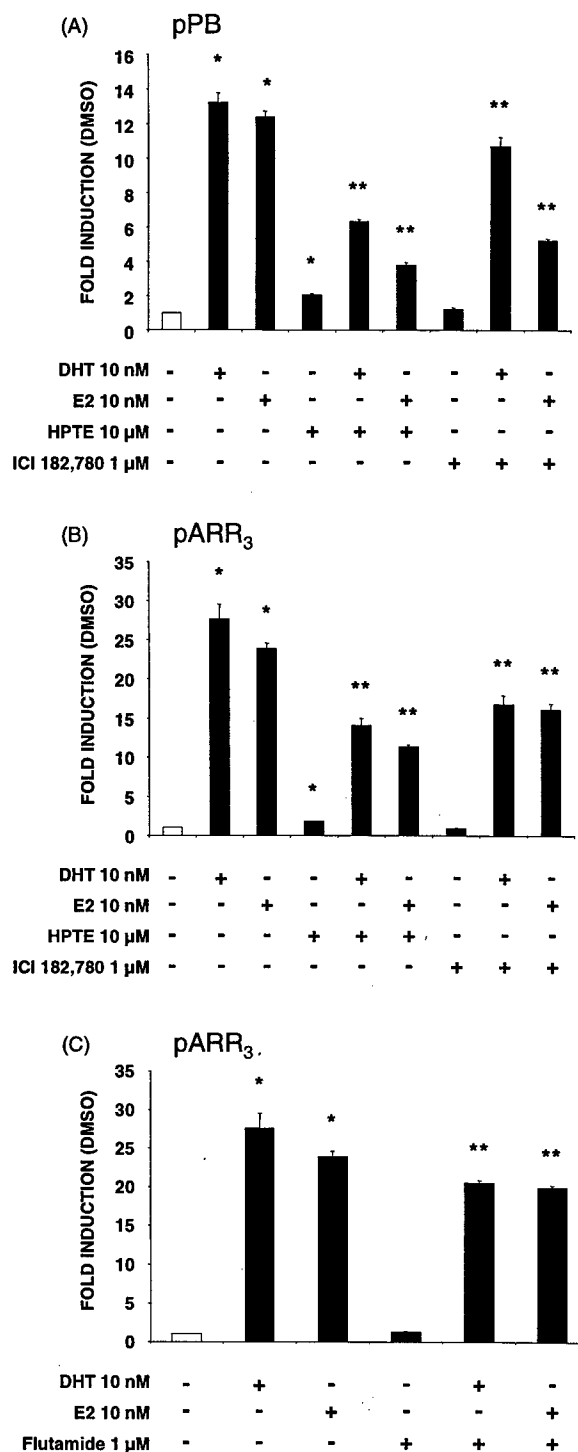 (A) pPB
FOLD INDUCTION (DMSO)
16
14
12
10
8
6
4
2
0
* * * ** ** ** **
DHT 10 nM - + - - + - - + -
E2 10 nM - - + - - + - - +
HPTE 10 µM - - - + + + - - -
ICI 182,780 1 µM - - - - - - + + +
(B) pARR3
FOLD INDUCTION (DMSO)
35
30
25
20
15
10
5
0
* * * ** ** ** **
DHT 10 nM - + - - + - - + -
E2 10 nM - - + - - + - - +
HPTE 10 µM - - - + + + - - -
ICI 182,780 1 µM - - - - - - + + +
(C) pARR3
FOLD INDUCTION (DMSO)
35
30
25
20
15
10
5
0
* * ** **
DHT 10 nM - + - - + -
E2 10 nM - - + - - +
Flutamide 1 µM - - - + + +